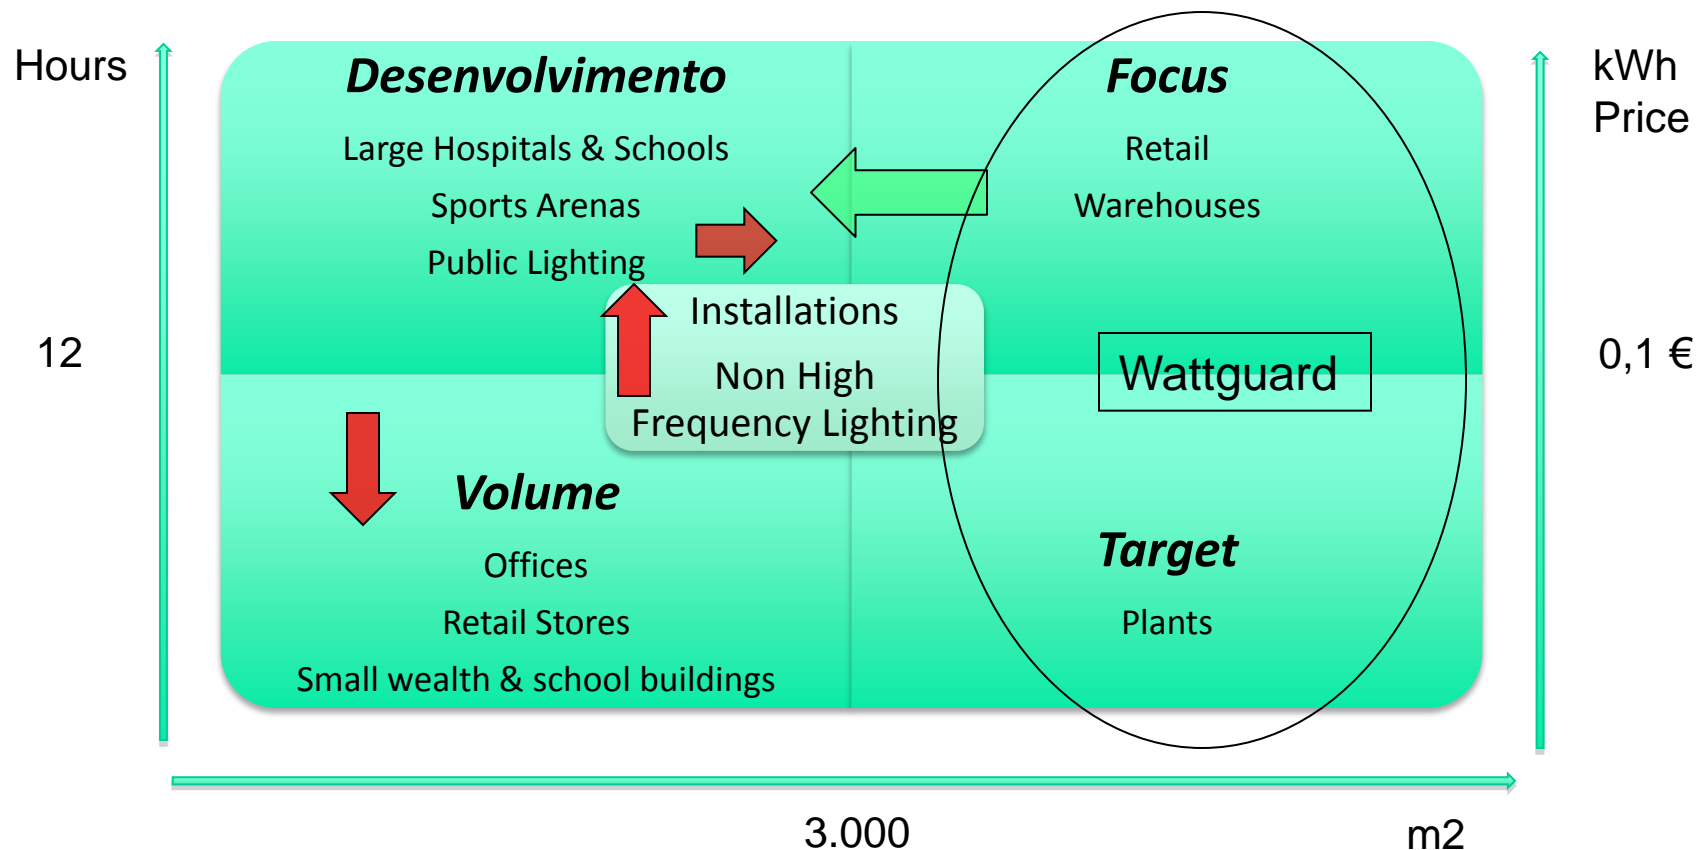 Hours
Desenvolvimento
Large Hospitals & Schools
Sports Arenas
Public Lighting
Focus
Retail
Warehouses
kWh
Price
Installations
Non High
Frequency Lighting
12
Wattguard
0,1 €
Volume
Offices
Retail Stores
Small wealth & school buildings
Target
Plants
3.000
m2